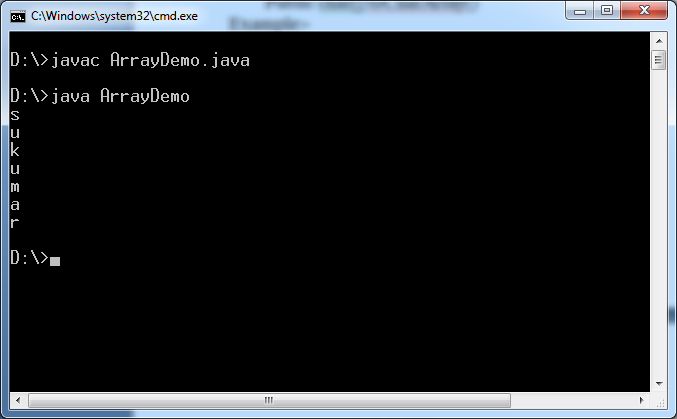 C:\Windows\system32\cmd.exe
D:\>javac ArrayDemo.java
D:\>java ArrayDemo
s
u
k
u
m
a
r
D:\>